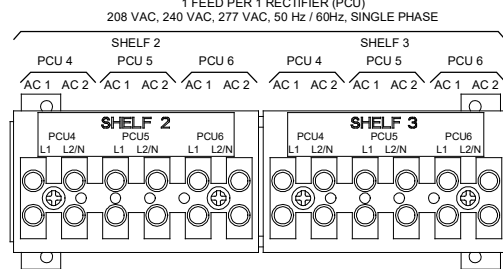 1 FEED PER 1 RECTIFIER (PCU)
208 VAC, 240 VAC, 277 VAC, 50 Hz / 60Hz, SINGLE PHASE
SHELF 2 SHELF 3
PCU 4 PCU 5 PCU 6 PCU 4 PCU 5 PCU 6
AC 1 AC 2 AC 1 AC 2 AC 1 AC 2 AC 1 AC 2 AC 1 AC 2 AC 1 AC 2
SHELF 2 SHELF 3
PCU4 PCU5 PCU6 PCU4 PCU5 PCU6
L1 L2/N L1 L2/N L1 L2/N L1 L2/N L1 L2/N L1 L2/N